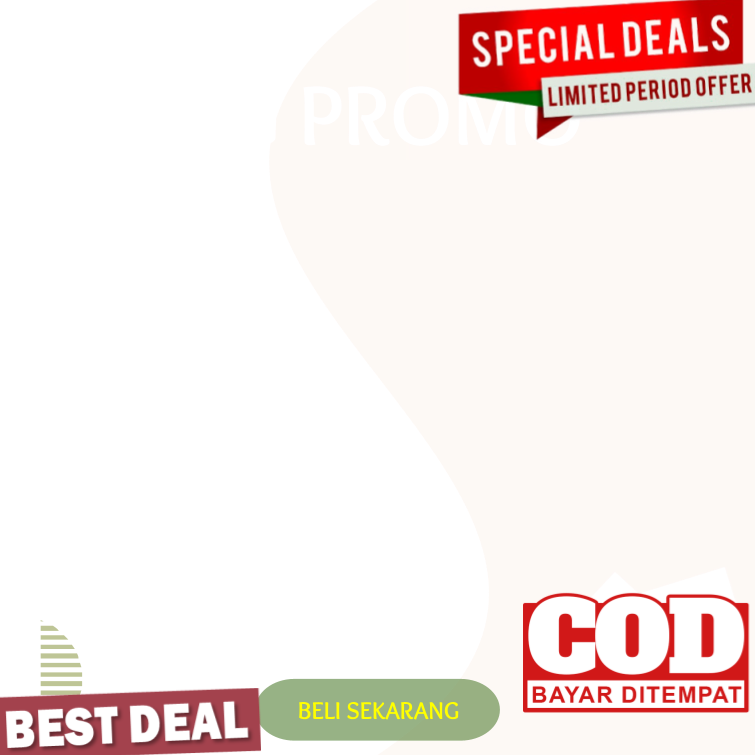 SPECIAL DEALS
LIMITED PERIOD OFFER
PROMO
COD
BAYAR DITEMPAT
BELI SEKARANG
BEST DEAL